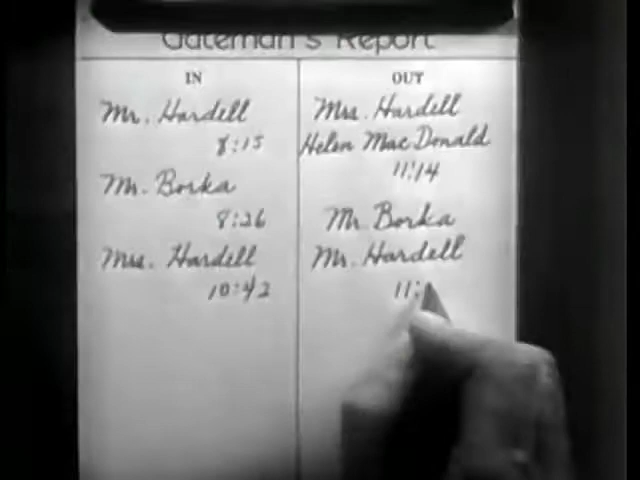 Gateman's Report
IN
Mr. Hardell
8:15
Mr. Borka
8:26
Mrs. Hardell
10:42
OUT
Mrs. Hardell
Helen MacDonald
11:14
Mr. Borka
Mr. Hardell
11: